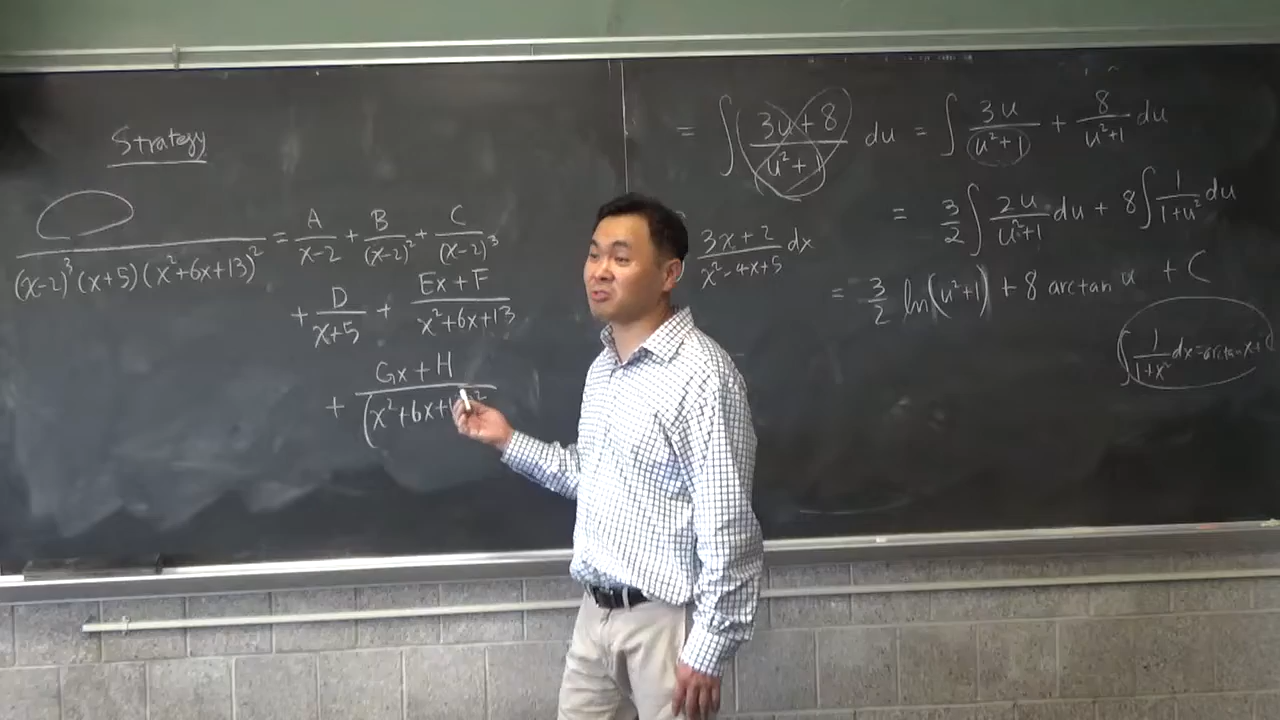 Strategy
/ (x-2)³(x+5)(x²+6x+13)² = A/(x-2) + B/(x-2)² + C/(x-2)³
+ D/(x+5) + (Ex+F)/(x²+6x+13)
+ (Gx+H)/(x²+6x+1
= ∫ (3u+8)/(u²+1) du = ∫ 3u/(u²+1) + 8/(u²+1) du
= 3/2 ∫ 2u/(u²+1) du + 8∫ 1/(1+u²) du
(3x+2)/(x²-4x+5) dx
= 3/2 ln(u²+1) + 8 arctan u + C
∫ 1/(1+x²) dx = arctan x+